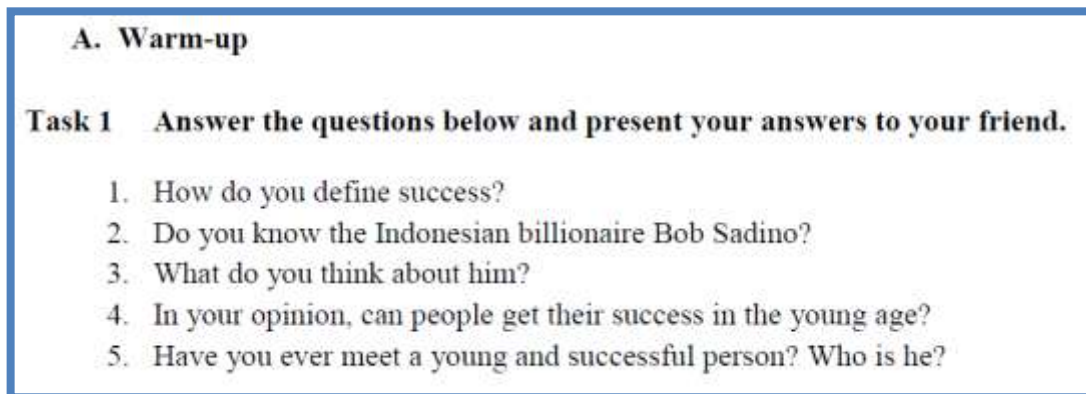 A. Warm-up
Task 1 Answer the questions below and present your answers to your friend.
1. How do you define success?
2. Do you know the Indonesian billionaire Bob Sadino?
3. What do you think about him?
4. In your opinion, can people get their success in the young age?
5. Have you ever meet a young and successful person? Who is he?